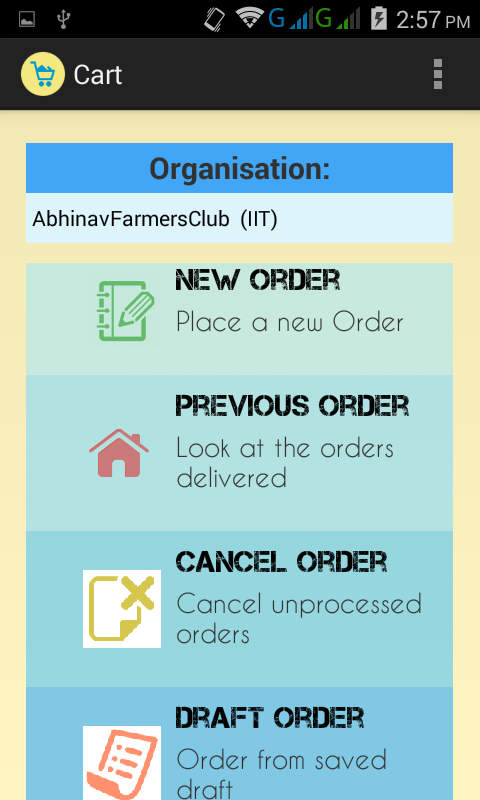 G G 2:57 PM
Cart
Organisation:
AbhinavFarmersClub (IIT)
NEW ORDER
Place a new Order
PREVIOUS ORDER
Look at the orders
delivered
CANCEL ORDER
Cancel unprocessed
orders
DRAFT ORDER
Order from saved
draft